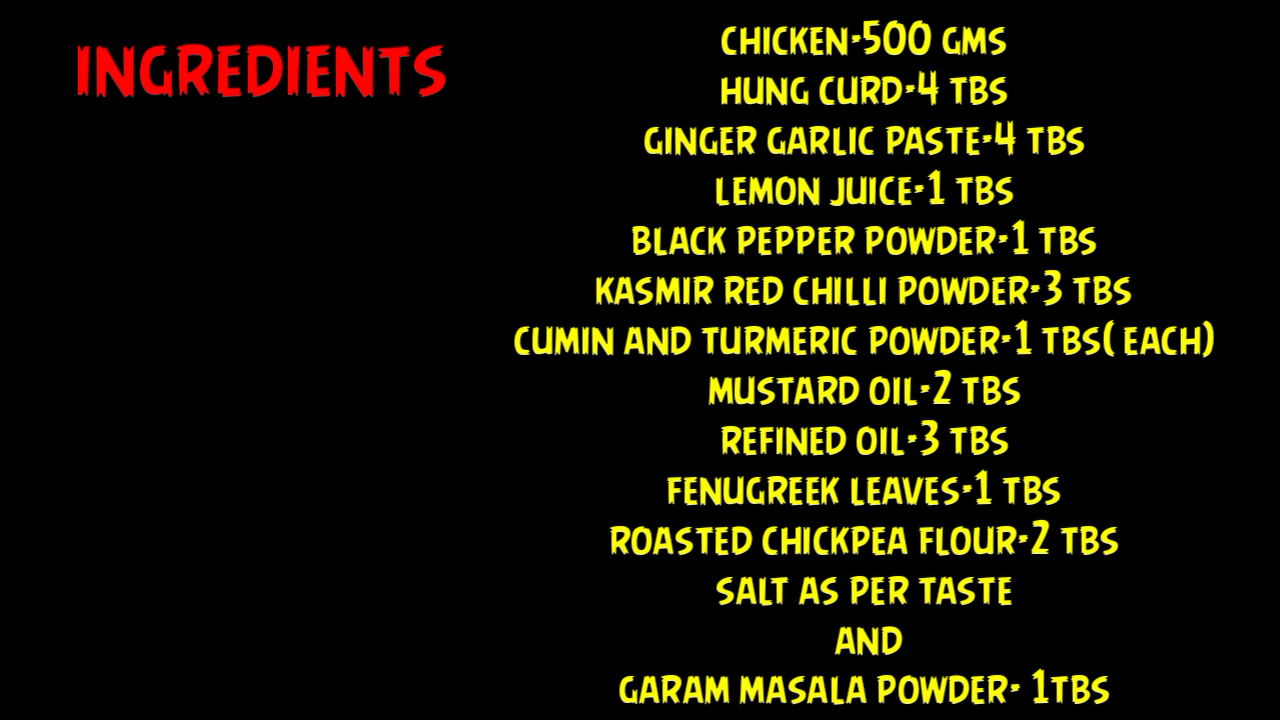 INGREDIENTS
CHICKEN-500 GMS
HUNG CURD-4 TBS
GINGER GARLIC PASTE-4 TBS
LEMON JUICE-1 TBS
BLACK PEPPER POWDER-1 TBS
KASMIR RED CHILLI POWDER-3 TBS
CUMIN AND TURMERIC POWDER-1 TBS( EACH)
MUSTARD OIL-2 TBS
REFINED OIL-3 TBS
FENUGREEK LEAVES-1 TBS
ROASTED CHICKPEA FLOUR-2 TBS
SALT AS PER TASTE
AND
GARAM MASALA POWDER- 1TBS